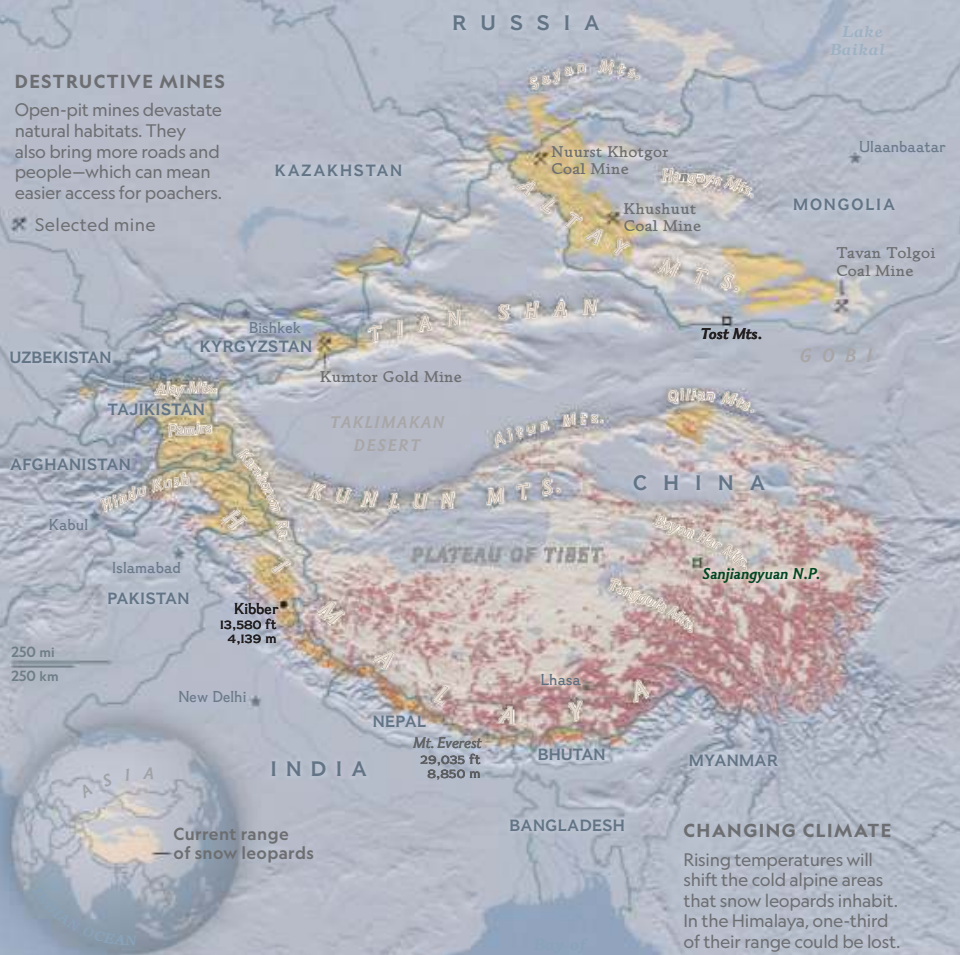 RUSSIA
Lake
Baikal
Sayan Mts.
DESTRUCTIVE MINES
Open-pit mines devastate
natural habitats. They
also bring more roads and
people—which can mean
easier access for poachers.
Selected mine
KAZAKHSTAN
Nuurst Khotgor
Coal Mine
Ulaanbaatar
Hangayn Mts.
MONGOLIA
Khushuut
Coal Mine
ALTAY MTS.
Tavan Tolgoi
Coal Mine
TIAN SHAN
Bishkek
KYRGYZSTAN
Tost Mts.
GOBI
UZBEKISTAN
Kumtor Gold Mine
Alay Mts.
TAJIKISTAN
Pamirs
TAKLIMAKAN
DESERT
Altun Mts.
Qilian Mts.
AFGHANISTAN
Hindu Kush
KUNLUN MTS.
CHINA
Kabul
PLATEAU OF TIBET
Islamabad
Sanjiangyuan N.P.
PAKISTAN
HIMALAYA
Kibber
13,580 ft
4,139 m
250 mi
250 km
Lhasa
New Delhi
NEPAL
Mt. Everest
29,035 ft
8,850 m
BHUTAN
MYANMAR
INDIA
ASIA
BANGLADESH
Current range
of snow leopards
OCEAN
CHANGING CLIMATE
Rising temperatures will
shift the cold alpine areas
that snow leopards inhabit.
In the Himalaya, one-third
of their range could be lost.